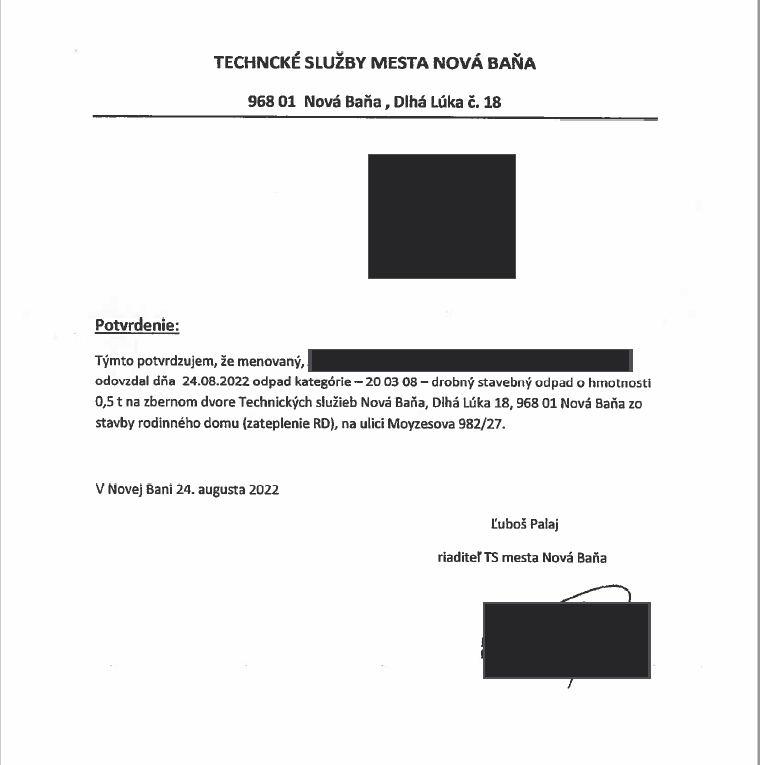 TECHNCKÉ SLUŽBY MESTA NOVÁ BAŇA
968 01 Nová Baňa , Dlhá Lúka č. 18
Potvrdenie:
Týmto potvrdzujem, že menovaný,
odovzdal dňa 24.08.2022 odpad kategórie – 20 03 08 – drobný stavebný odpad o hmotnosti
0,5 t na zbernom dvore Technických služieb Nová Baňa, Dlhá Lúka 18, 968 01 Nová Baňa zo
stavby rodinného domu (zateplenie RD), na ulici Moyzesova 982/27.
V Novej Bani 24. augusta 2022
Ľuboš Palaj
riaditeľ TS mesta Nová Baňa